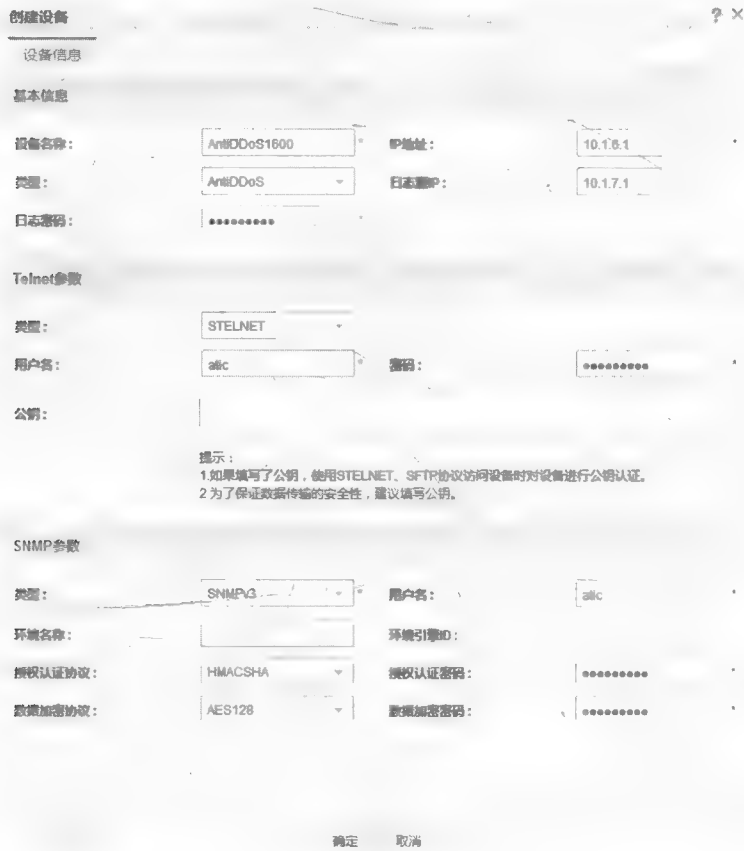 创建设备 ? ×
设备信息
基本信息
设备名称： AntiDDoS1600 * IP地址： 10.1.6.1 *
类型： AntiDDoS 日志源IP： 10.1.7.1
日志密码： ●●●●●●●●● *
Telnet参数
类型： STELNET
用户名： atic * 密码： ●●●●●●●●● *
公钥：
提示：
1.如果填写了公钥，使用STELNET、SFTP协议访问设备时对设备进行公钥认证。
2 为了保证数据传输的安全性，建议填写公钥。
SNMP参数
类型： SNMPv3 * 用户名： atic *
环境名称： 环境引擎ID：
授权认证协议： HMACSHA 授权认证密码： ●●●●●●●●● *
数据加密协议： AES128 数据加密密码： ●●●●●●●●● *
确定 取消